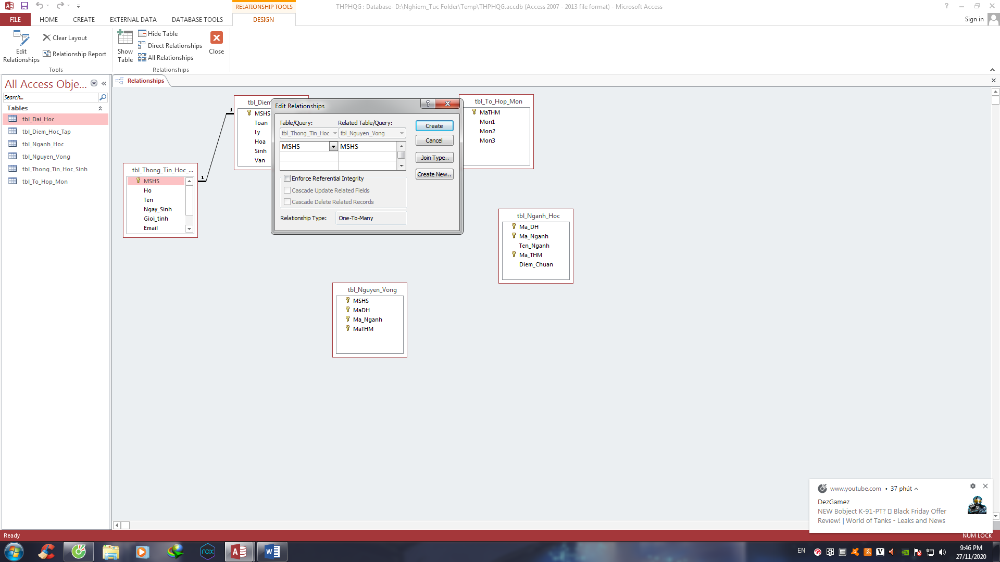 RELATIONSHIP TOOLS
THPHQG : Database- D:\Nghiem_Tuc Folder\Temp\THPHQG.accdb (Access 2007 - 2013 file format) - Microsoft Access
FILE HOME CREATE EXTERNAL DATA DATABASE TOOLS DESIGN
Sign in
Edit Relationships
Clear Layout
Relationship Report
Tools
Show Table
Hide Table
Direct Relationships
All Relationships
Relationships
Close
All Access Obje...
Search...
Tables
tbl_Dai_Hoc
tbl_Diem_Hoc_Tap
tbl_Nganh_Hoc
tbl_Nguyen_Vong
tbl_Thong_Tin_Hoc_Sinh
tbl_To_Hop_Mon
Relationships
tbl_Thong_Tin_Hoc_...
MSHS
Ho
Ten
Ngay_Sinh
Gioi_tinh
Email
1
1
tbl_Diem
MSHS
Toan
Ly
Hoa
Sinh
Van
Edit Relationships
Table/Query: Related Table/Query:
tbl_Thong_Tin_Hoc tbl_Nguyen_Vong
MSHS MSHS
Enforce Referential Integrity
Cascade Update Related Fields
Cascade Delete Related Records
Relationship Type: One-To-Many
Create
Cancel
Join Type..
Create New..
tbl_To_Hop_Mon
MaTHM
Mon1
Mon2
Mon3
tbl_Nganh_Hoc
Ma_DH
Ma_Nganh
Ten_Nganh
Ma_THM
Diem_Chuan
tbl_Nguyen_Vong
MSHS
MaDH
Ma_Nganh
MaTHM
www.youtube.com • 37 phút
DezGamez
NEW Bobject K-91-PT? Black Friday Offer
Review! | World of Tanks - Leaks and News
Ready
NUM LOCK
nox
EN
9:46 PM
27/11/2020